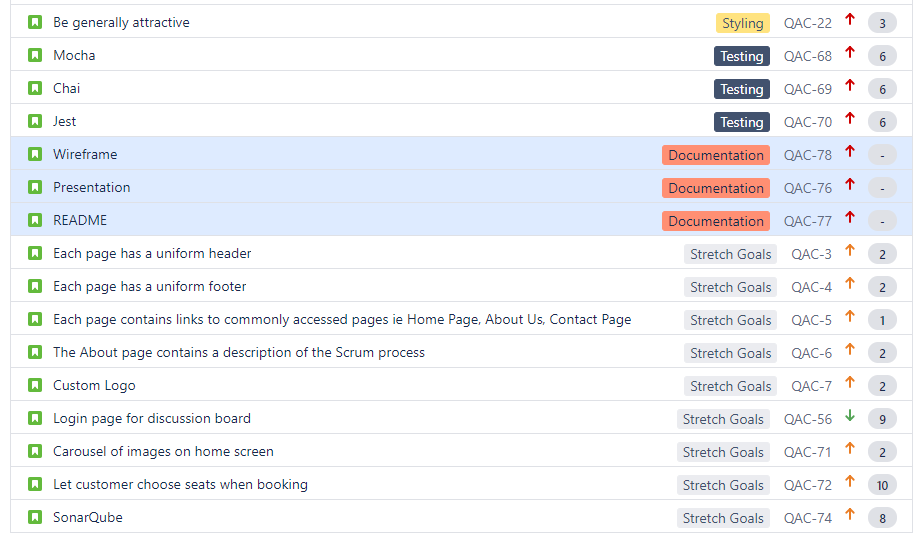 Be generally attractive Styling QAC-22 3
Mocha Testing QAC-68 6
Chai Testing QAC-69 6
Jest Testing QAC-70 6
Wireframe Documentation QAC-78 -
Presentation Documentation QAC-76 -
README Documentation QAC-77 -
Each page has a uniform header Stretch Goals QAC-3 2
Each page has a uniform footer Stretch Goals QAC-4 2
Each page contains links to commonly accessed pages ie Home Page, About Us, Contact Page Stretch Goals QAC-5 1
The About page contains a description of the Scrum process Stretch Goals QAC-6 2
Custom Logo Stretch Goals QAC-7 2
Login page for discussion board Stretch Goals QAC-56 9
Carousel of images on home screen Stretch Goals QAC-71 2
Let customer choose seats when booking Stretch Goals QAC-72 10
SonarQube Stretch Goals QAC-74 8